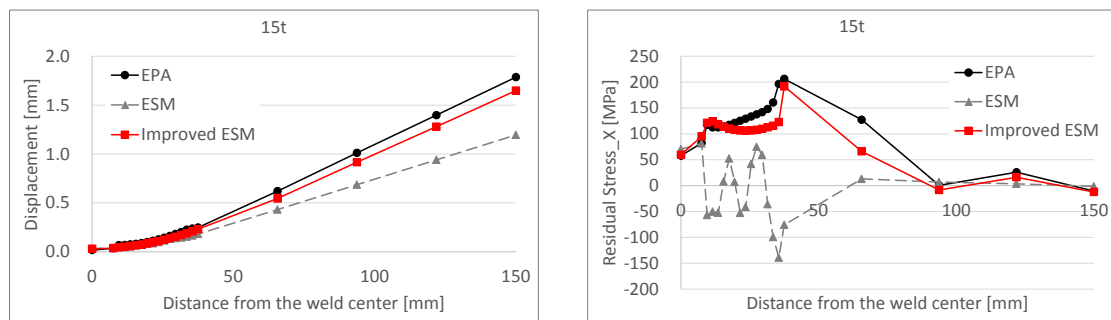 15t
Displacement [mm]
2.0
1.5
1.0
0.5
0.0
EPA
ESM
Improved ESM
0
50
100
150
Distance from the weld center [mm]
15t
Residual Stress_X [MPa]
250
200
150
100
50
0
-50
-100
-150
-200
EPA
ESM
Improved ESM
0
50
100
150
Distance from the weld center [mm]